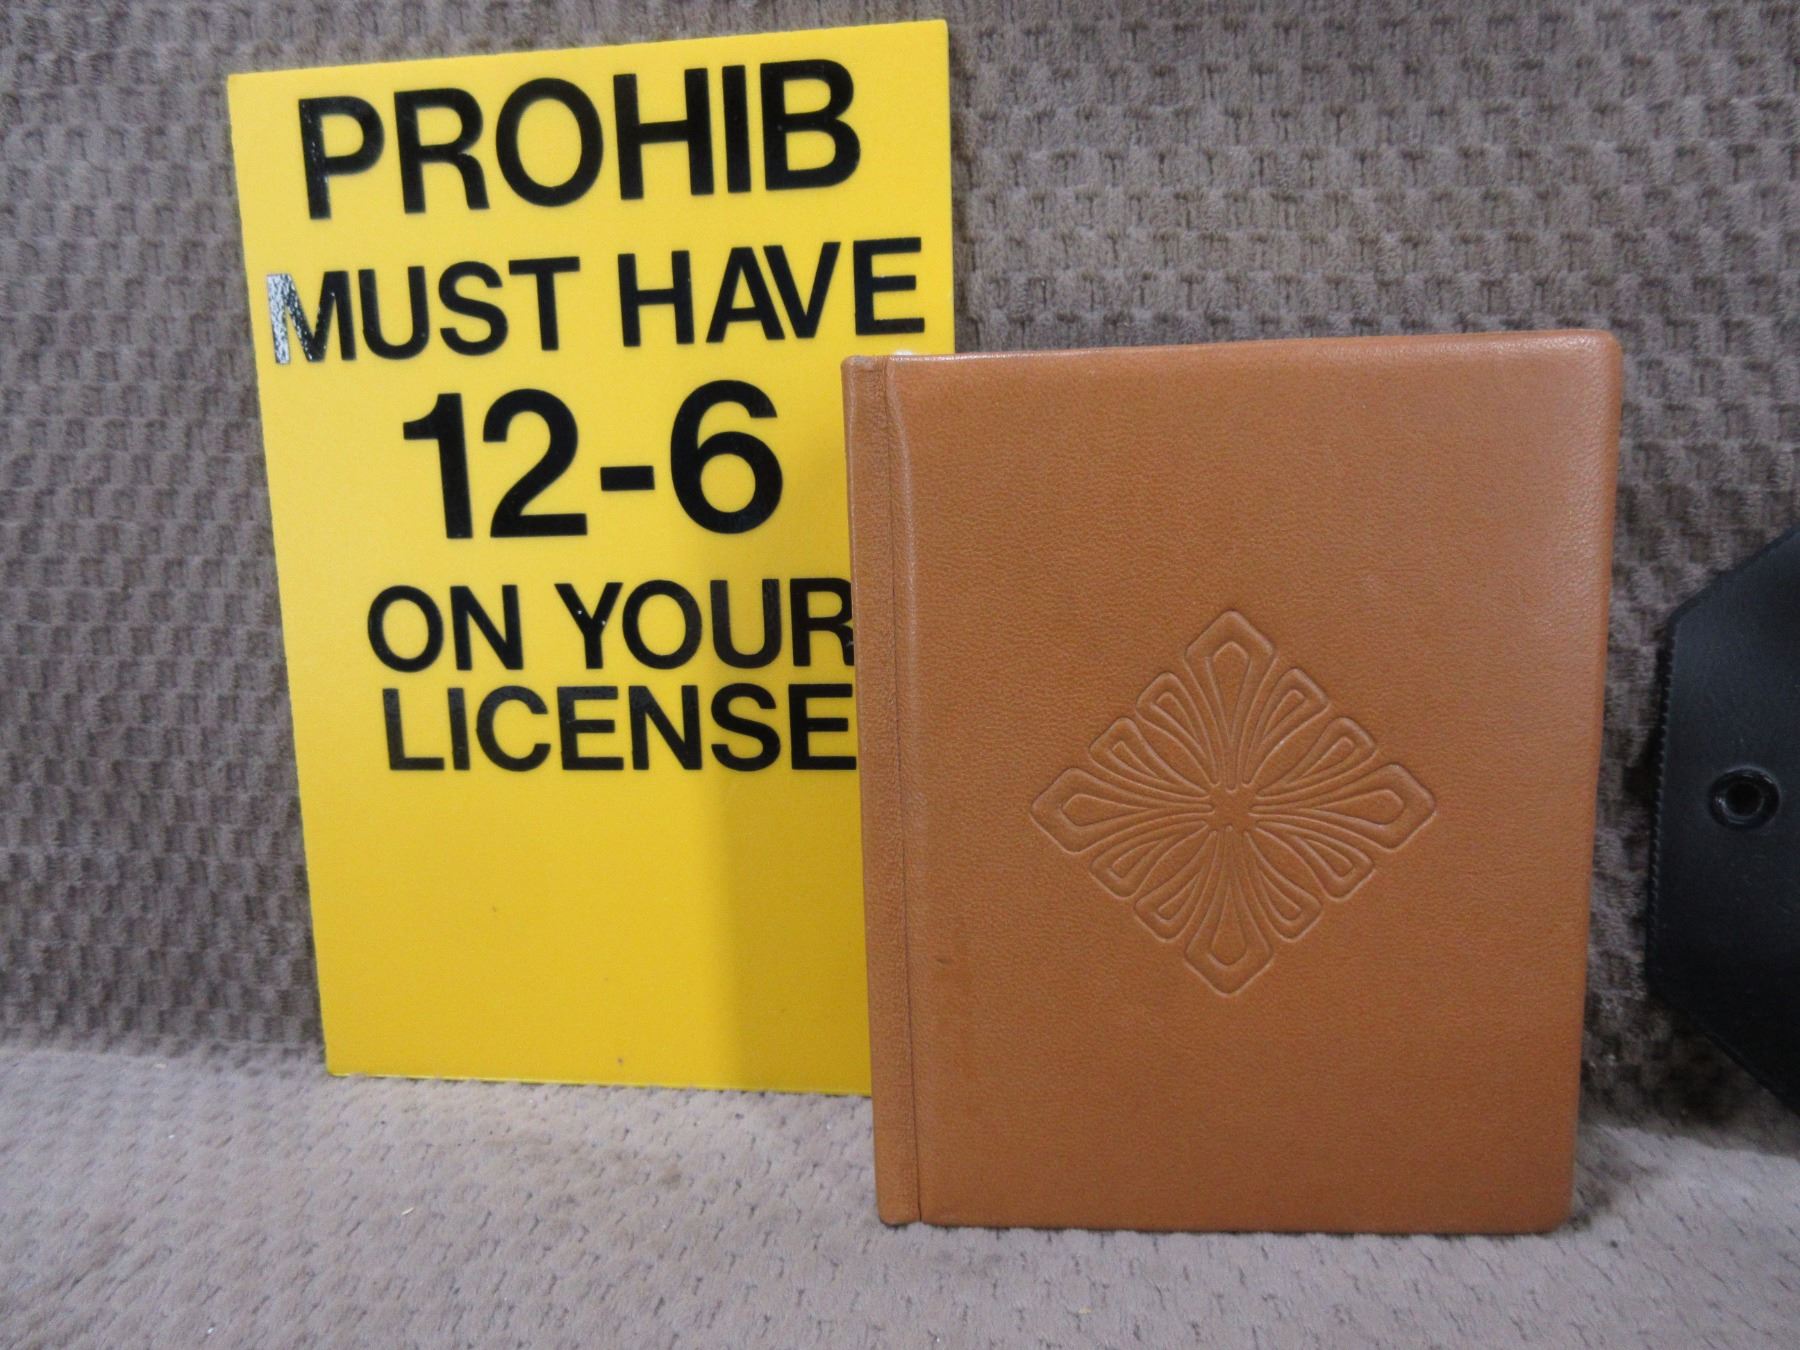 PROHIB
MUST HAVE
12-6
ON YOUR
LICENSE